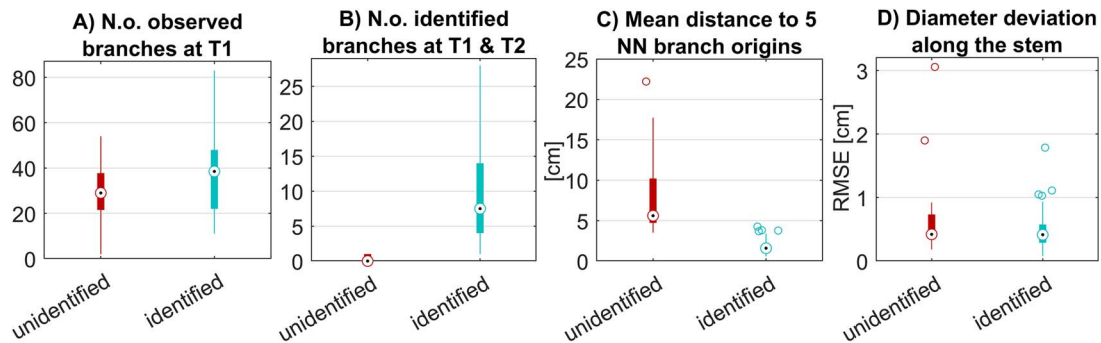 A) N.o. observed
branches at T1
80
60
40
20
0
unidentified
identified
B) N.o. identified
branches at T1 & T2
25
20
15
10
5
0
unidentified
identified
C) Mean distance to 5
NN branch origins
[cm]
25
20
15
10
5
0
unidentified
identified
D) Diameter deviation
along the stem
RMSE [cm]
3
2
1
0
unidentified
identified